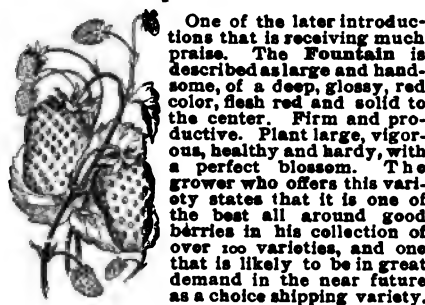 One of the later introduc-
tions that is receiving much
praise. The Fountain is
described as large and hand-
some, of a deep, glossy, red
color, flesh red and solid to
the center. Firm and pro-
ductive. Plant large, vigor-
ous, healthy and hardy, with
a perfect blossom. The
grower who offers this vari-
ety states that it is one of
the best all around good
berries in his collection of
over 100 varieties, and one
that is likely to be in great
demand in the near future
as a choice shipping variety.